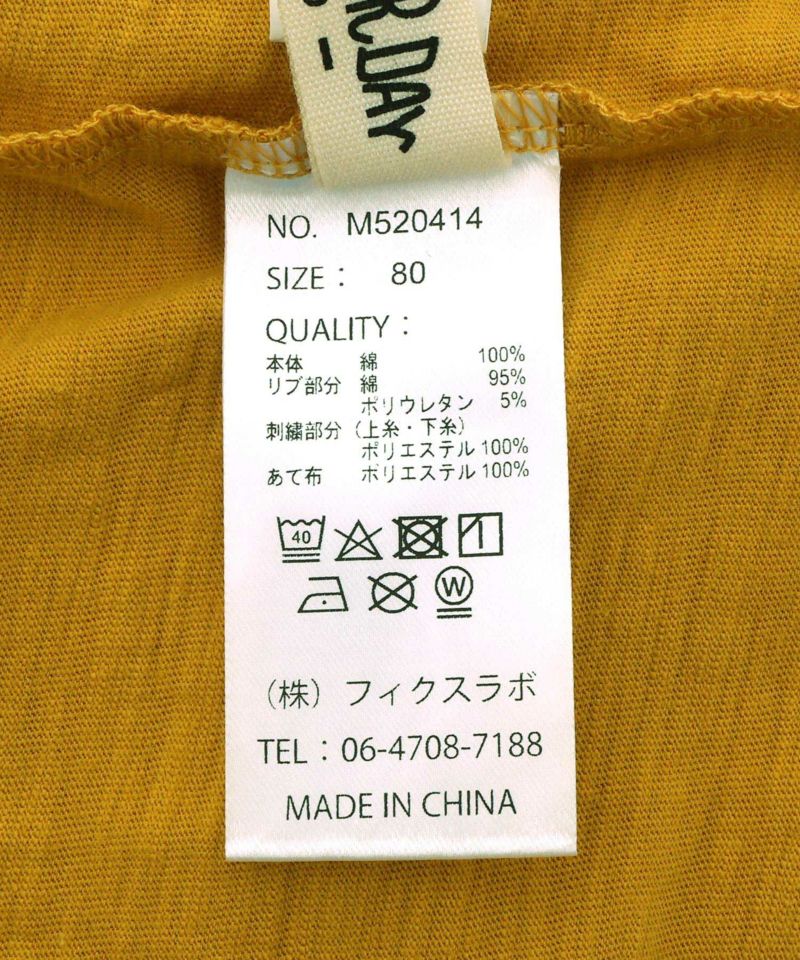 R DAY
NO. M520414
SIZE： 80
QUALITY：
本体 綿 100%
リブ部分 綿 95%
ポリウレタン 5%
刺繍部分（上糸・下糸）
ポリエステル 100%
あて布 ポリエステル 100%
40
W
（株）フィクスラボ
TEL：06-4708-7188
MADE IN CHINA